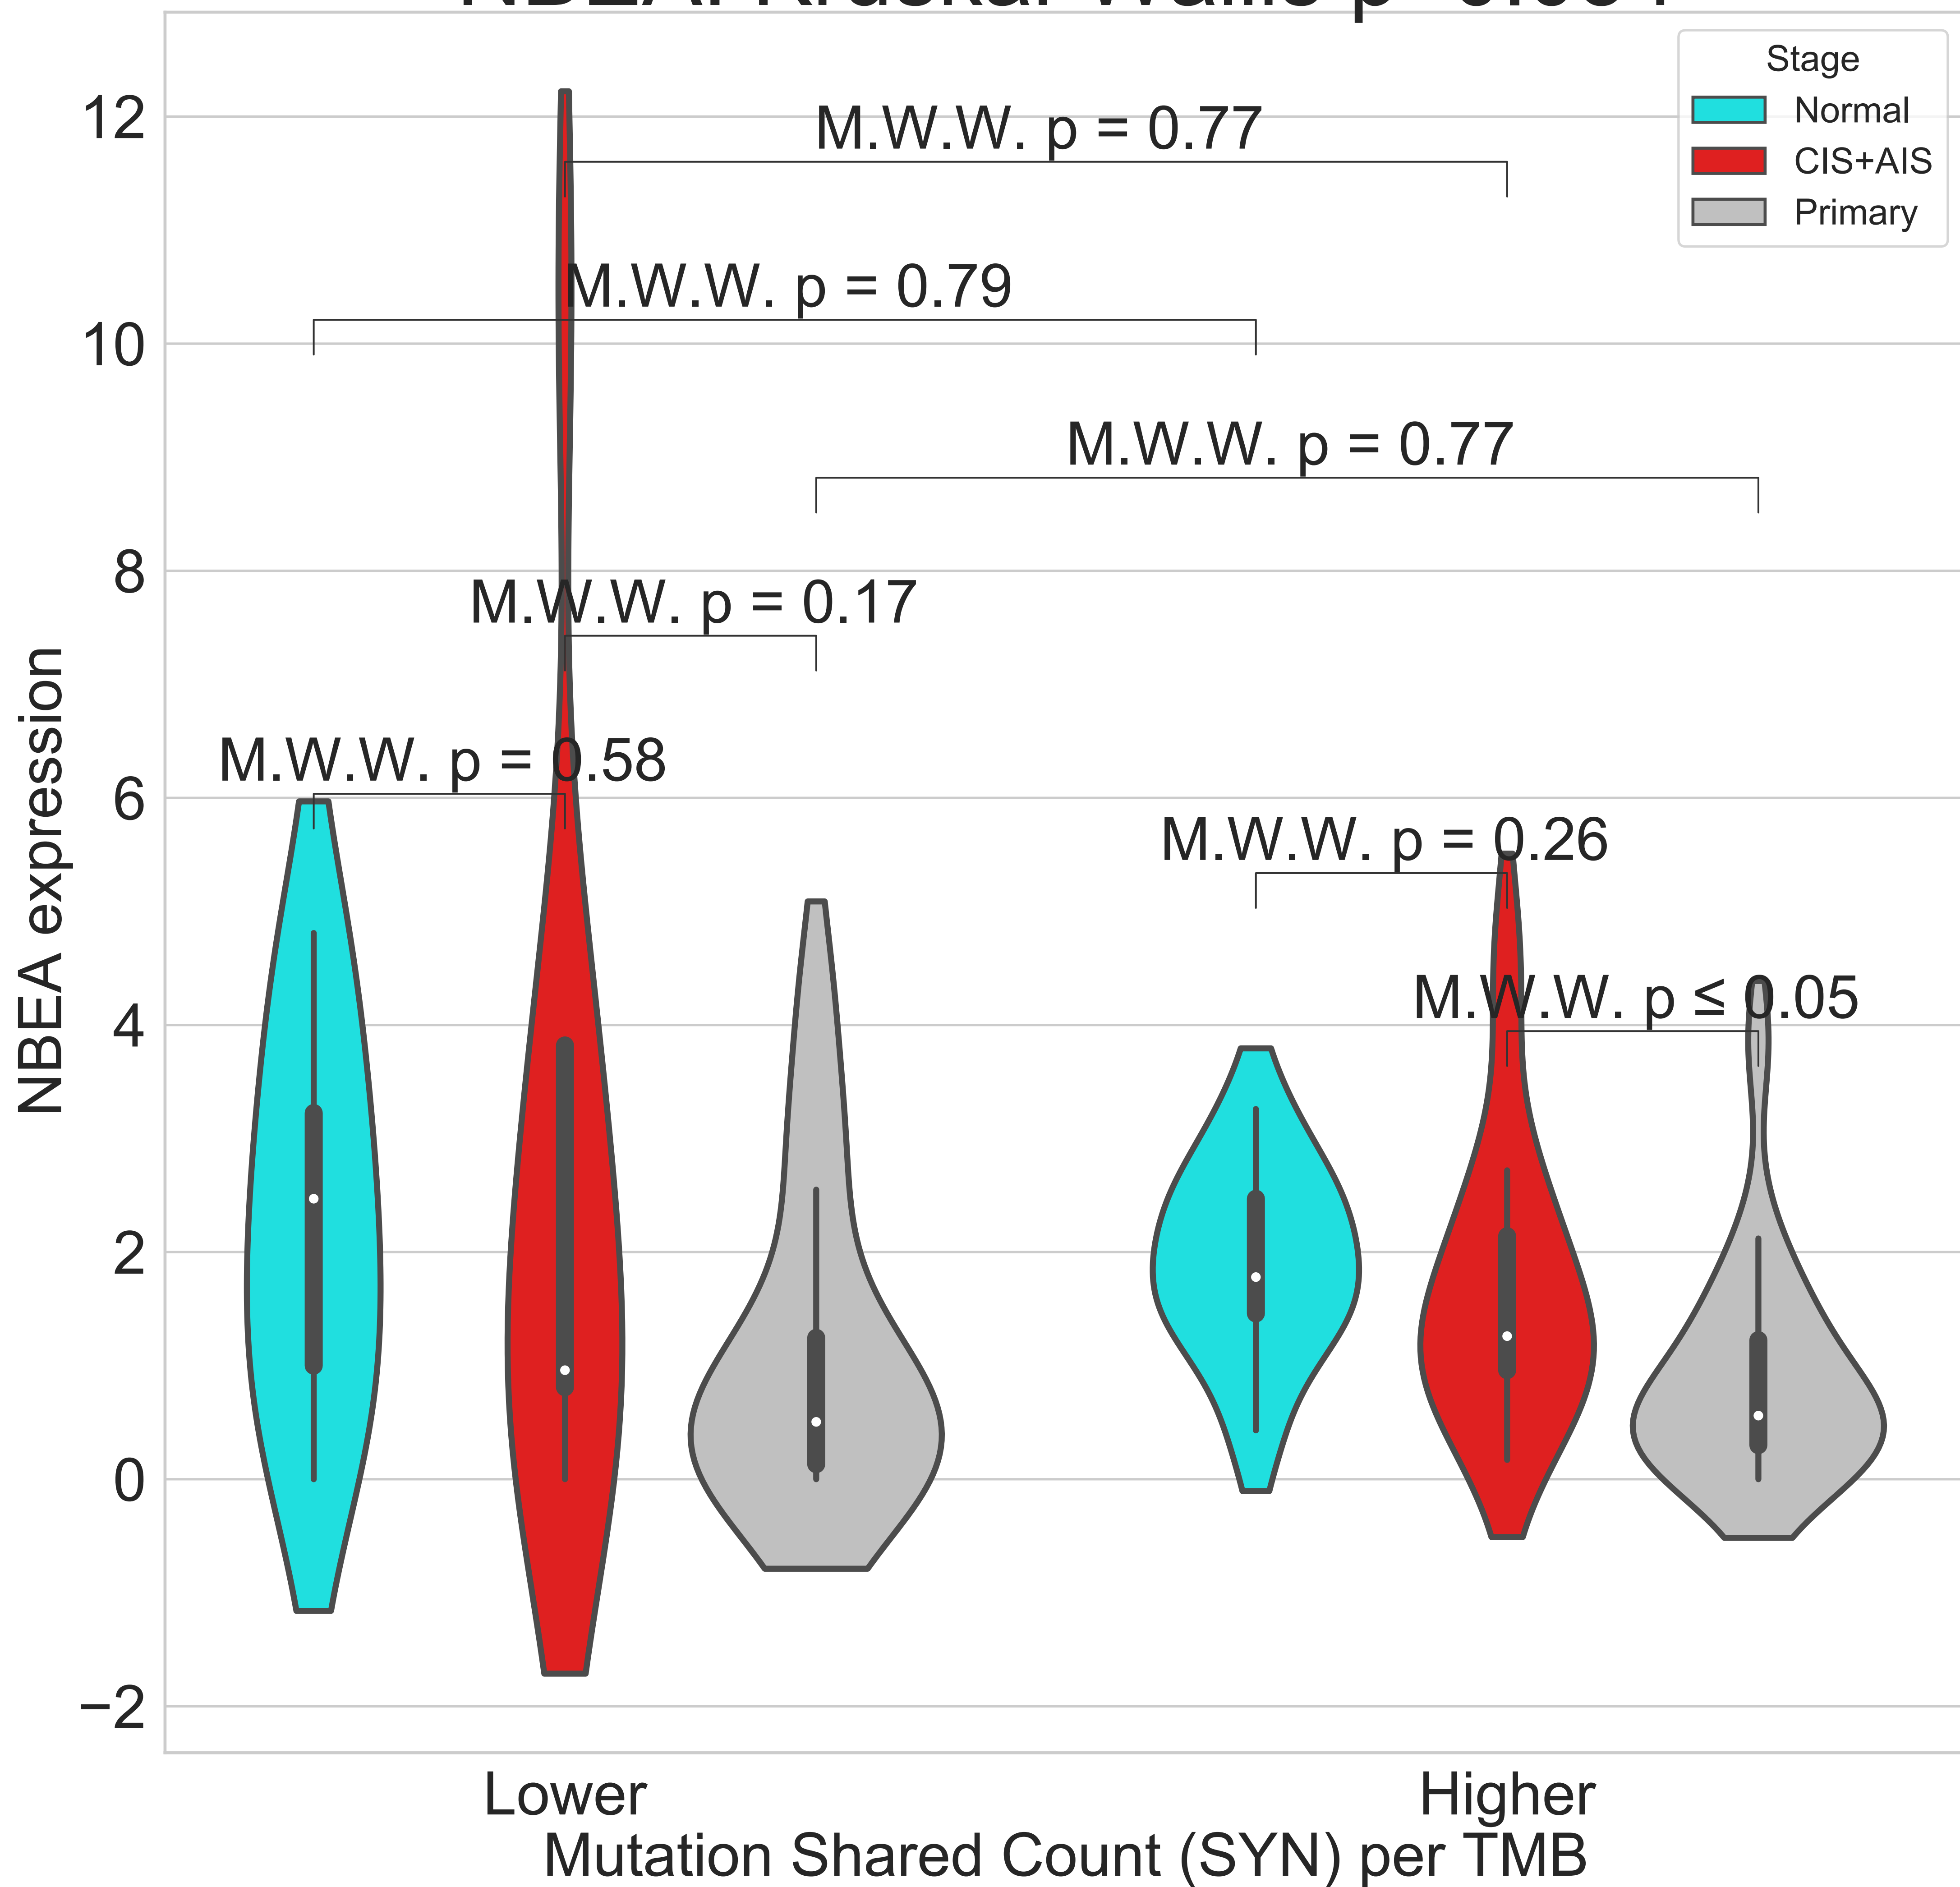 Stage
Normal
CIS+AIS
Primary
12
10
8
6
4
2
0
−2
NBEA expression
M.W.W. p = 0.77
M.W.W. p = 0.79
M.W.W. p = 0.77
M.W.W. p = 0.17
M.W.W. p = 0.58
M.W.W. p = 0.26
M.W.W. p ≤ 0.05
Lower
Higher
Mutation Shared Count (SYN) per TMB